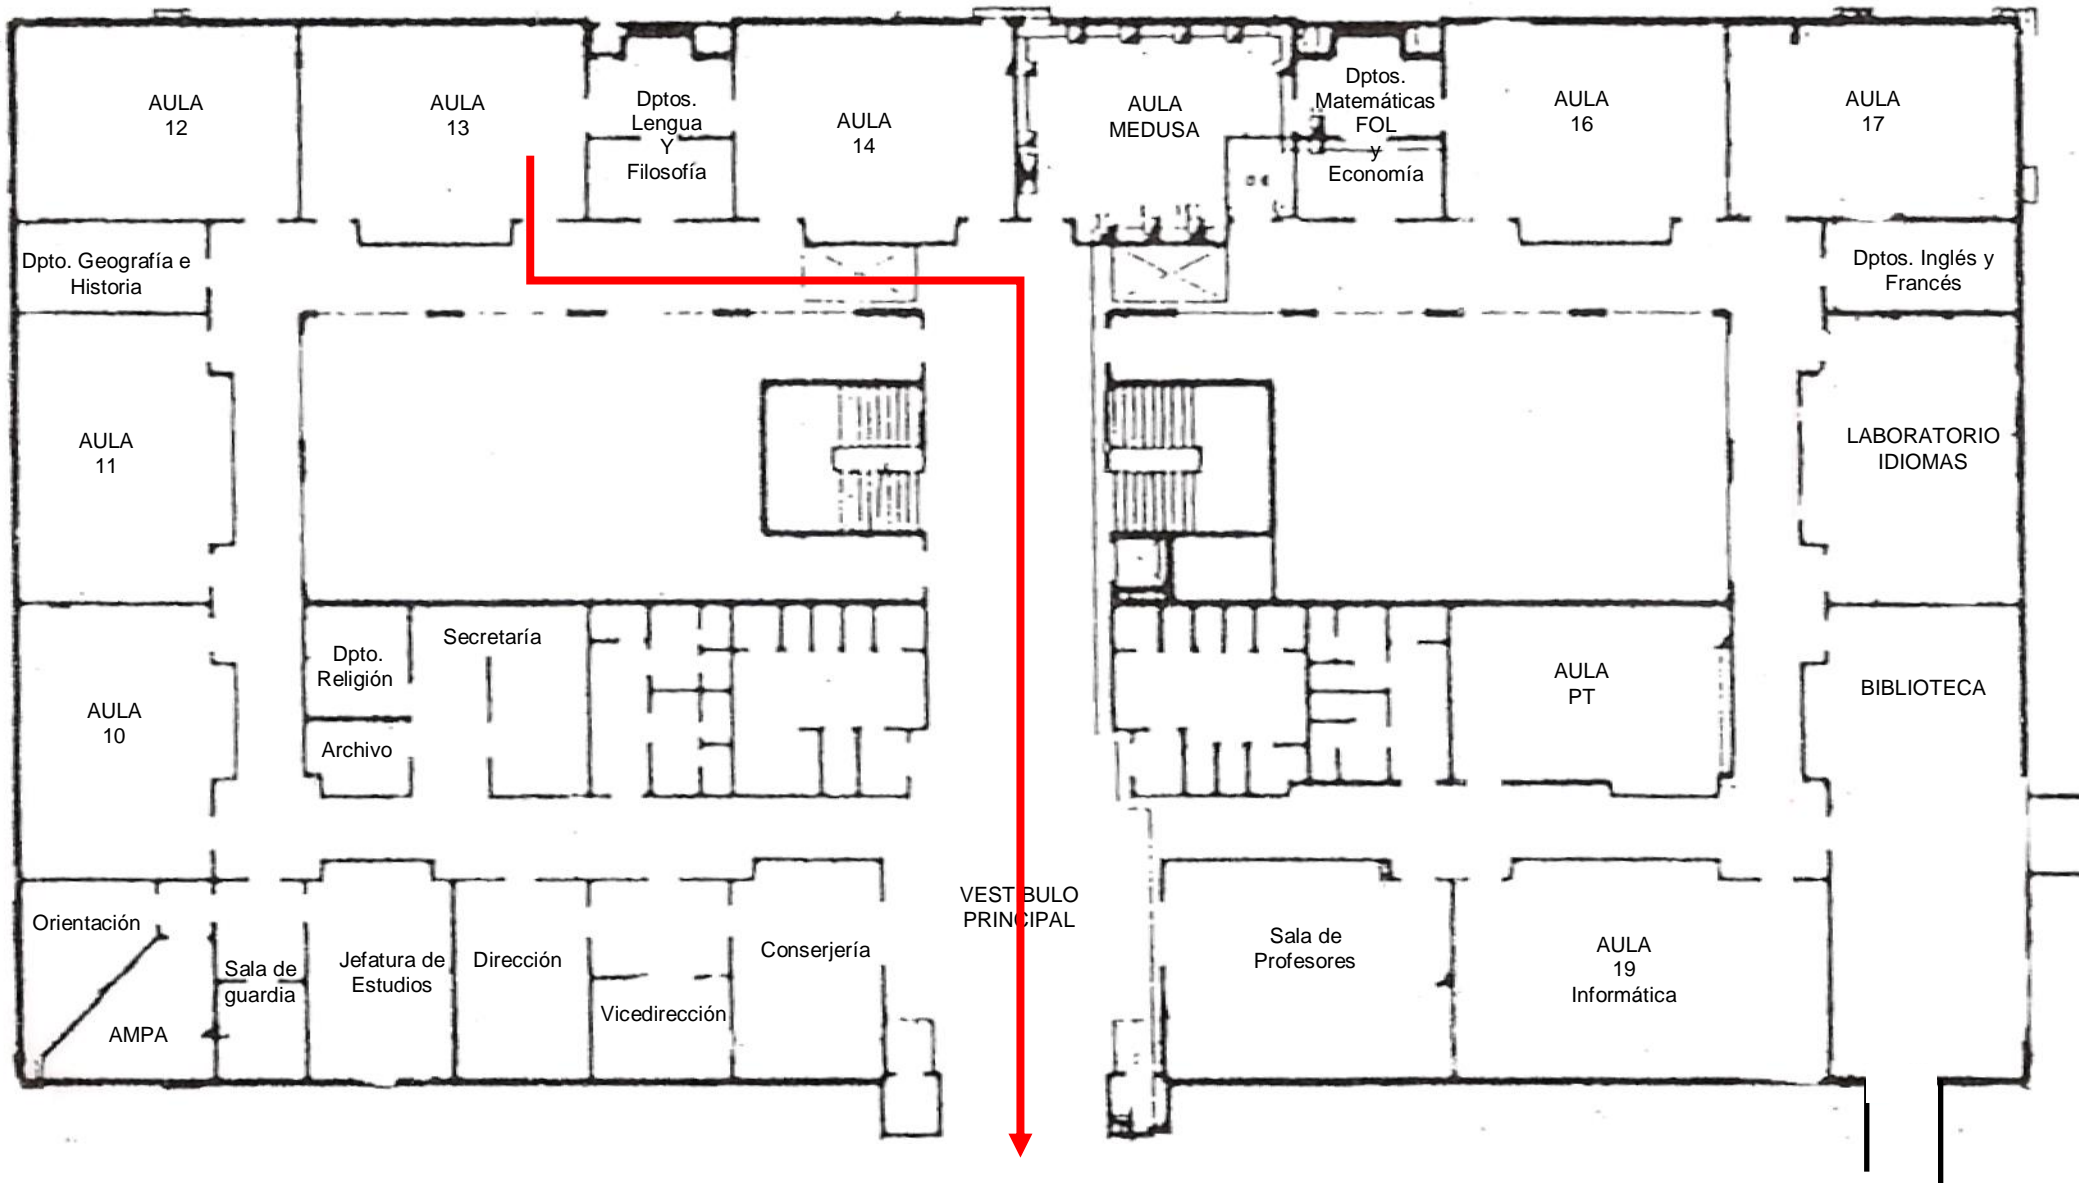 AULA
12
AULA
13
Dptos.
Lengua
Y
Filosofía
AULA
14
AULA
MEDUSA
Dptos.
Matemáticas
FOL
y
Economía
AULA
16
AULA
17
Dpto. Geografía e
Historia
Dptos. Inglés y
Francés
AULA
11
LABORATORIO
IDIOMAS
Dpto.
Religión
Secretaría
AULA
PT
BIBLIOTECA
AULA
10
Archivo
Orientación
AMPA
Sala de
guardia
Jefatura de
Estudios
Dirección
Vicedirección
Conserjería
VESTÍBULO
PRINCIPAL
Sala de
Profesores
AULA
19
Informática